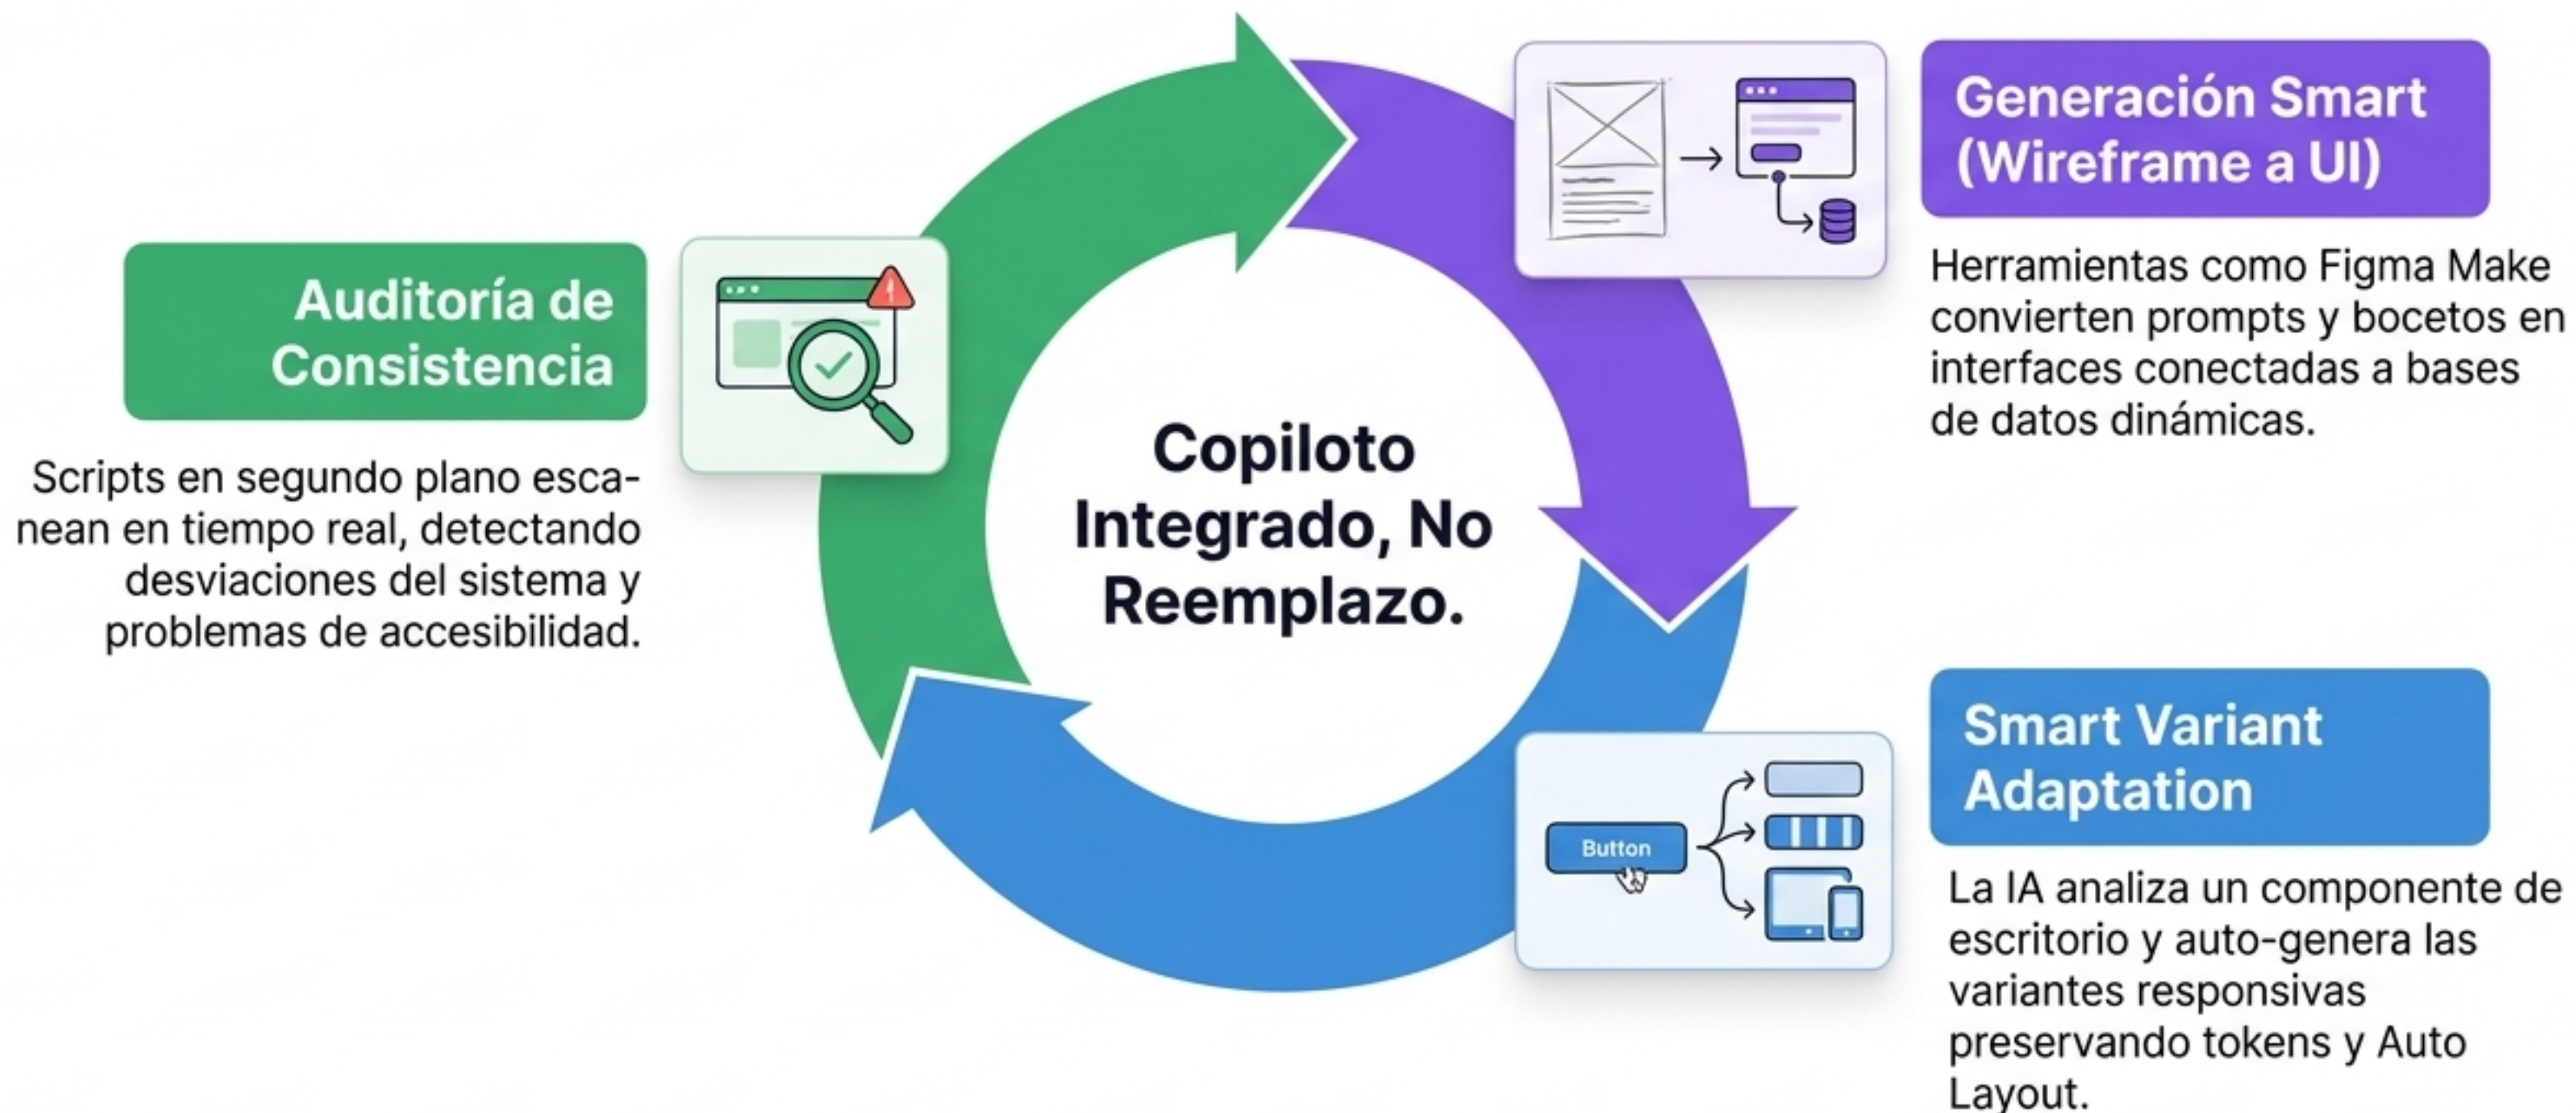 Generación Smart
(Wireframe a UI)
Herramientas como Figma Make
convierten prompts y bocetos en
interfaces conectadas a bases
de datos dinámicas.
Auditoría de
Consistencia
Scripts en segundo plano esca-
nean en tiempo real, detectando
desviaciones del sistema y
problemas de accesibilidad.
Copiloto
Integrado, No
Reemplazo.
Smart Variant
Adaptation
Button
La IA analiza un componente de
escritorio y auto-genera las
variantes responsivas
preservando tokens y Auto
Layout.